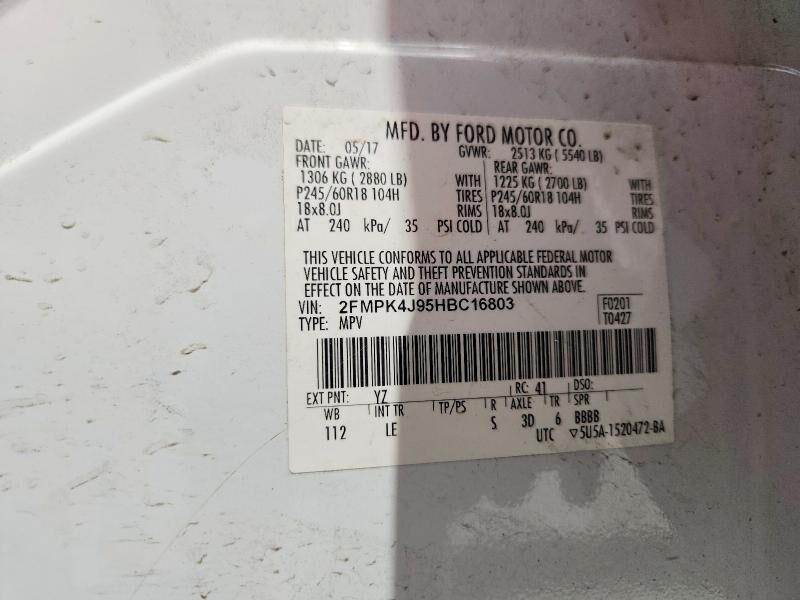 MFD. BY FORD MOTOR CO.
DATE: 05/17 GVWR: 2513 KG ( 5540 LB)
FRONT GAWR: REAR GAWR:
1306 KG ( 2880 LB) WITH 1225 KG ( 2700 LB) WITH
P245/60R18 104H TIRES P245/60R18 104H TIRES
18x8.0J RIMS 18x8.0J RIMS
AT 240 kPa/ 35 PSI COLD AT 240 kPa/ 35 PSI COLD
THIS VEHICLE CONFORMS TO ALL APPLICABLE FEDERAL MOTOR
VEHICLE SAFETY AND THEFT PREVENTION STANDARDS IN
EFFECT ON THE DATE OF MANUFACTURE SHOWN ABOVE.
VIN: 2FMPK4J95HBC16803 F0201
TYPE: MPV T0427
EXT PNT: YZ RC: 41 DSO:
WB INT TR TP/PS R AXLE TR SPR
112 LE S 3D 6 BBBB
UTC ▽5U5A-1520472-BA